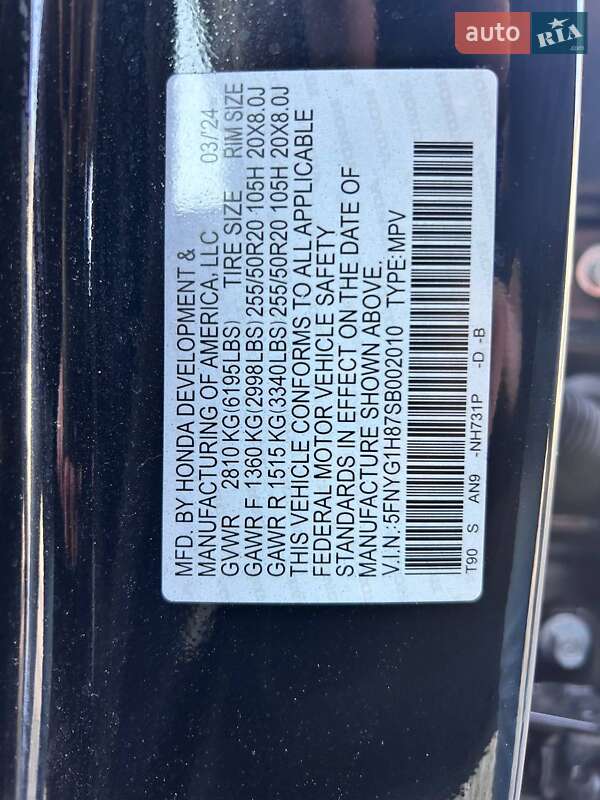 auto RIA .com
MFD. BY HONDA DEVELOPMENT &
MANUFACTURING OF AMERICA, LLC 03/'24
GVWR 2810 KG(6195LBS) TIRE SIZE RIM SIZE
GAWR F 1360 KG(2998LBS) 255/50R20 105H 20X8.0J
GAWR R 1515 KG(3340LBS) 255/50R20 105H 20X8.0J
THIS VEHICLE CONFORMS TO ALL APPLICABLE
FEDERAL MOTOR VEHICLE SAFETY
STANDARDS IN EFFECT ON THE DATE OF
MANUFACTURE SHOWN ABOVE.
V.I.N.:5FNYG1H87SB002010 TYPE:MPV
T90 S AN9 -NH731P -D -B